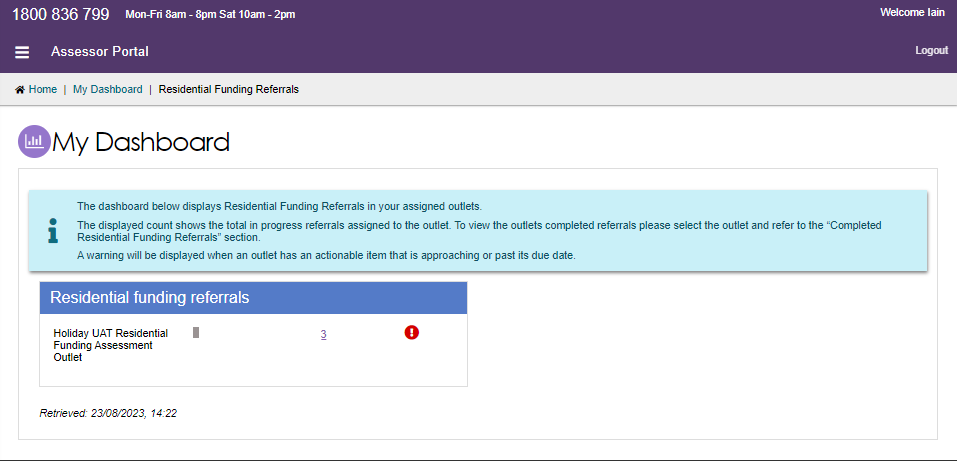 1800 836 799 Mon-Fri 8am - 8pm Sat 10am - 2pm
Welcome Iain
Assessor Portal
Logout
Home | My Dashboard | Residential Funding Referrals
My Dashboard
The dashboard below displays Residential Funding Referrals in your assigned outlets.
The displayed count shows the total in progress referrals assigned to the outlet. To view the outlets completed referrals please select the outlet and refer to the “Completed
Residential Funding Referrals” section.
A warning will be displayed when an outlet has an actionable item that is approaching or past its due date.
Residential funding referrals
Holiday UAT Residential
Funding Assessment
Outlet
3
Retrieved: 23/08/2023, 14:22